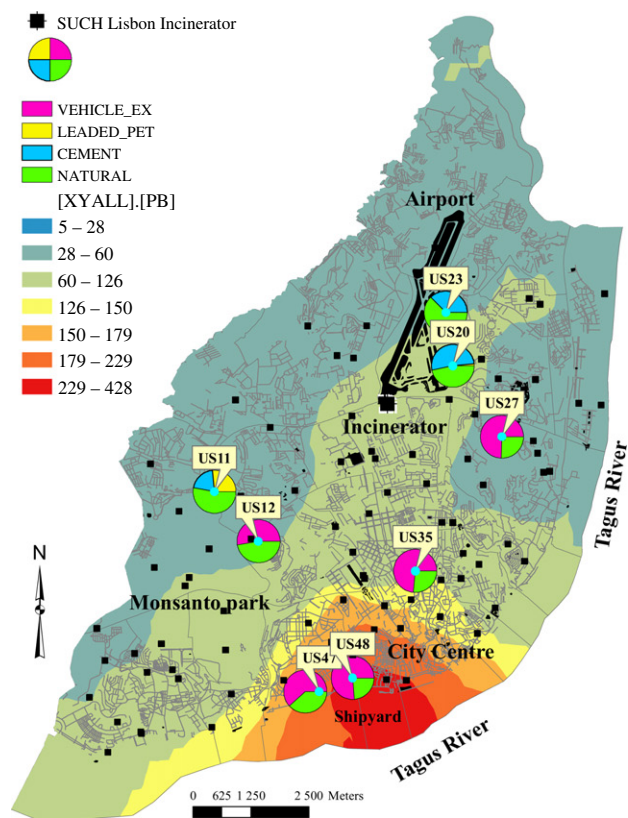 SUCH Lisbon Incinerator
VEHICLE_EX
LEADED_PET
CEMENT
NATURAL
[XYALL].[PB]
5 – 28
28 – 60
60 – 126
126 – 150
150 – 179
179 – 229
229 – 428
Airport
US23
US20
Incinerator
US27
US11
US12
US35
Tagus River
N
Monsanto park
City Centre
US47
US48
Shipyard
Tagus River
0 625 1 250 2 500 Meters